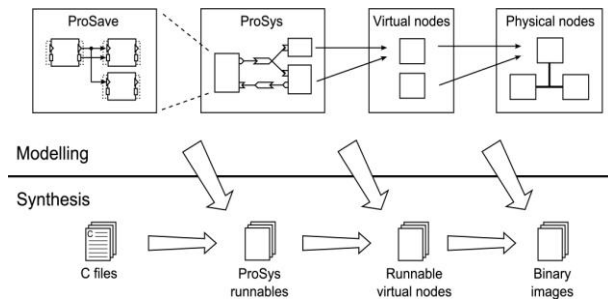 ProSave
ProSys
Virtual nodes
Physical nodes
Modelling
Synthesis
C
C files
ProSys
runnables
Runnable
virtual nodes
Binary
images